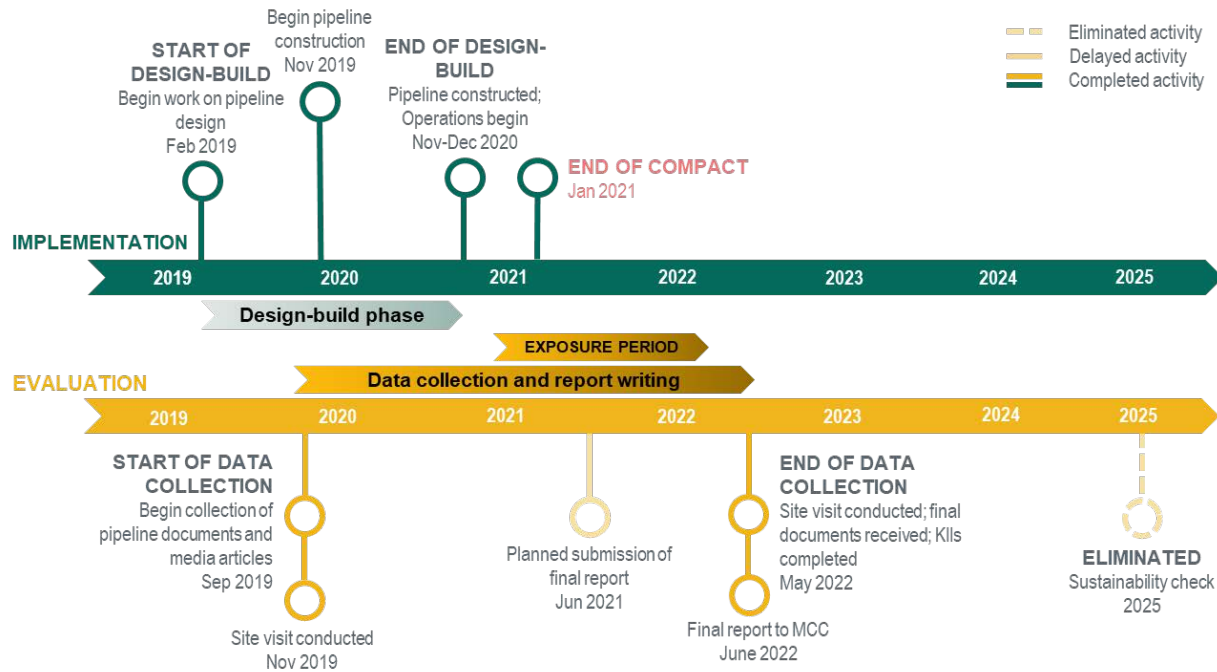 Begin pipeline
construction
Nov 2019
START OF
DESIGN-BUILD
Begin work on pipeline
design
Feb 2019
END OF DESIGN-
BUILD
Pipeline constructed;
Operations begin
Nov-Dec 2020
END OF COMPACT
Jan 2021
Eliminated activity
Delayed activity
Completed activity
IMPLEMENTATION
2019 2020 2021 2022 2023 2024 2025
Design-build phase
EXPOSURE PERIOD
Data collection and report writing
EVALUATION
2019 2020 2021 2022 2023 2024 2025
START OF DATA
COLLECTION
Begin collection of
pipeline documents and
media articles
Sep 2019
Site visit conducted
Nov 2019
Planned submission of
final report
Jun 2021
END OF DATA
COLLECTION
Site visit conducted; final
documents received; KIIs
completed
May 2022
Final report to MCC
June 2022
ELIMINATED
Sustainability check
2025